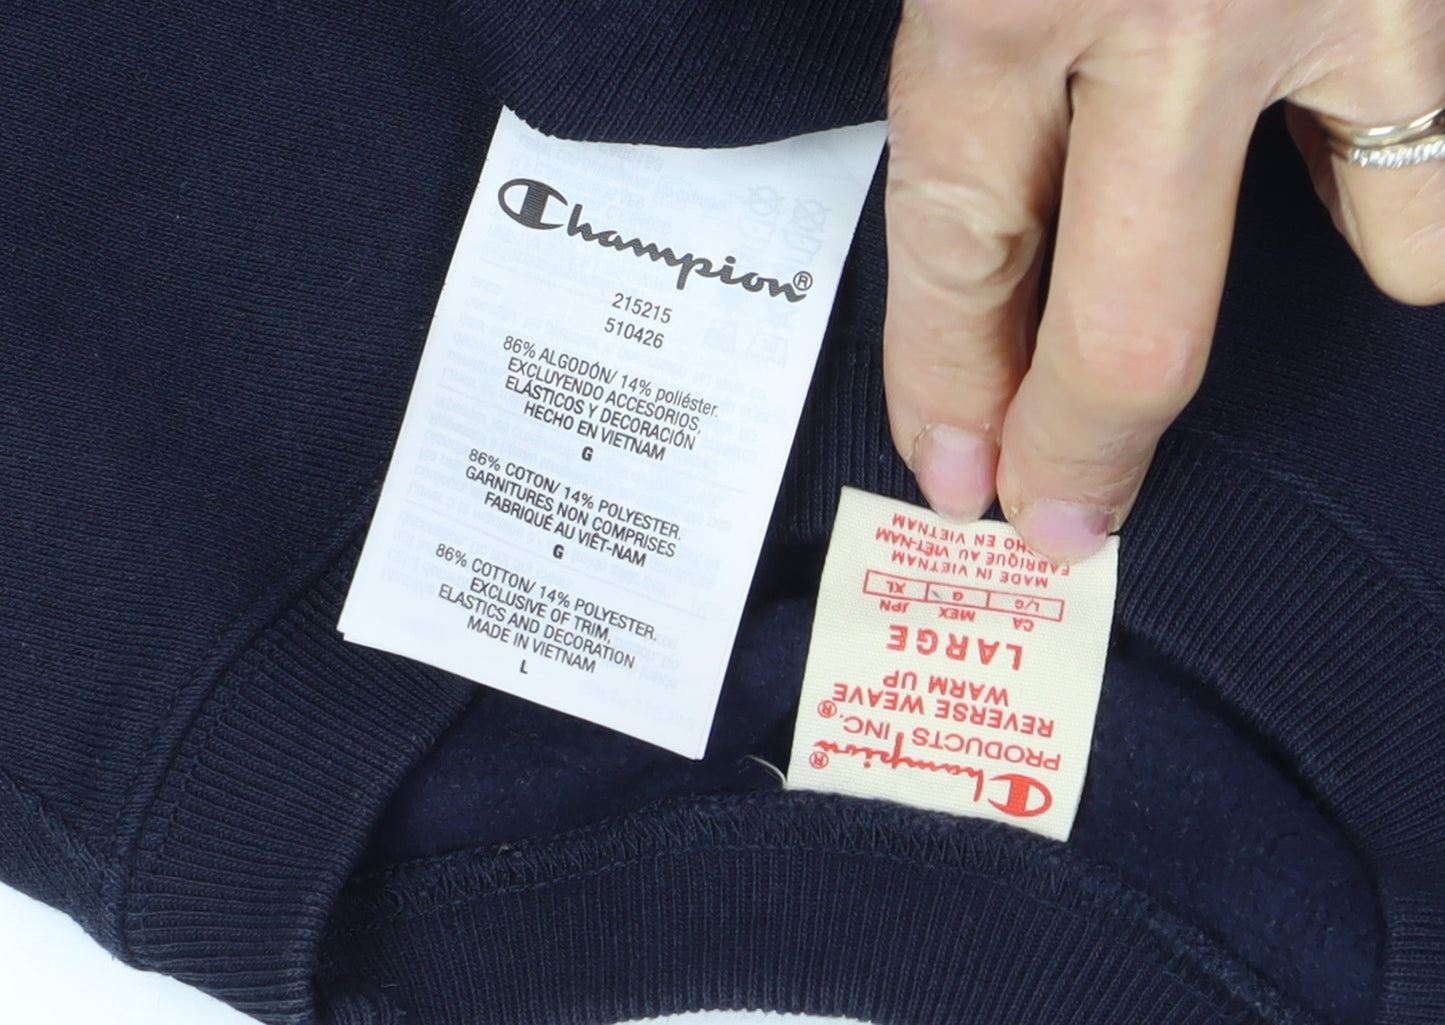 Champion®
215215
510426
86% ALGODÓN/ 14% poliéster.
EXCLUYENDO ACCESORIOS,
ELÁSTICOS Y DECORACIÓN
HECHO EN VIETNAM
G
86% COTON/ 14% POLYESTER.
GARNITURES NON COMPRISES
FABRIQUÉ AU VIÊT-NAM
G
86% COTTON/ 14% POLYESTER.
EXCLUSIVE OF TRIM,
ELASTICS AND DECORATION
MADE IN VIETNAM
L
Champion®
PRODUCTS INC.®
REVERSE WEAVE
WARM UP
LARGE
CA MEX JPN
L/G G XL
MADE IN VIETNAM
FABRIQUÉ AU VIÊT-NAM
CHO EN VIETNAM